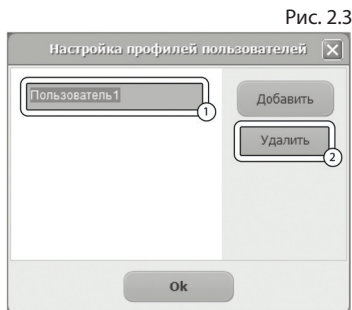 Рис. 2.3
Настройка профилей пользователей
Пользователь1
1
Добавить
Удалить
2
Ok